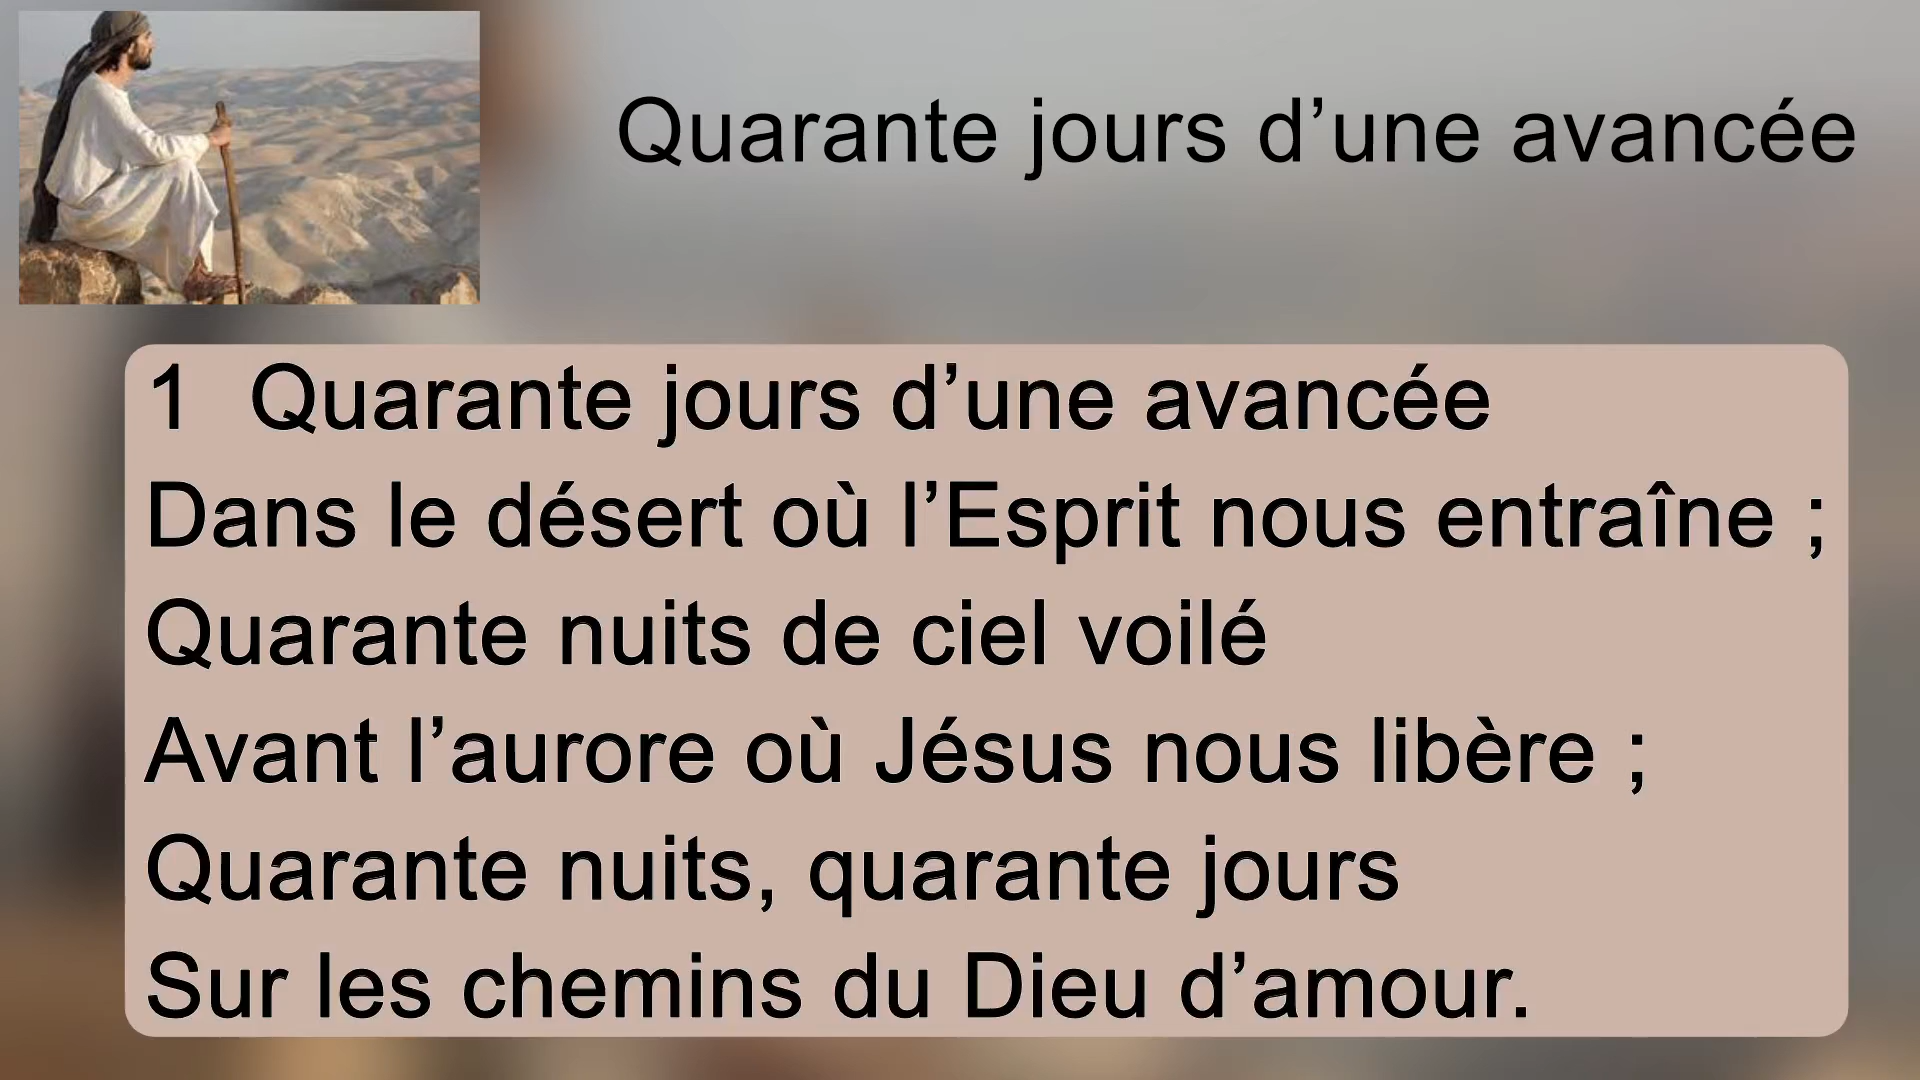 Quarante jours d’une avancée
1 Quarante jours d’une avancée
Dans le désert où l’Esprit nous entraîne ;
Quarante nuits de ciel voilé
Avant l’aurore où Jésus nous libère ;
Quarante nuits, quarante jours
Sur les chemins du Dieu d’amour.